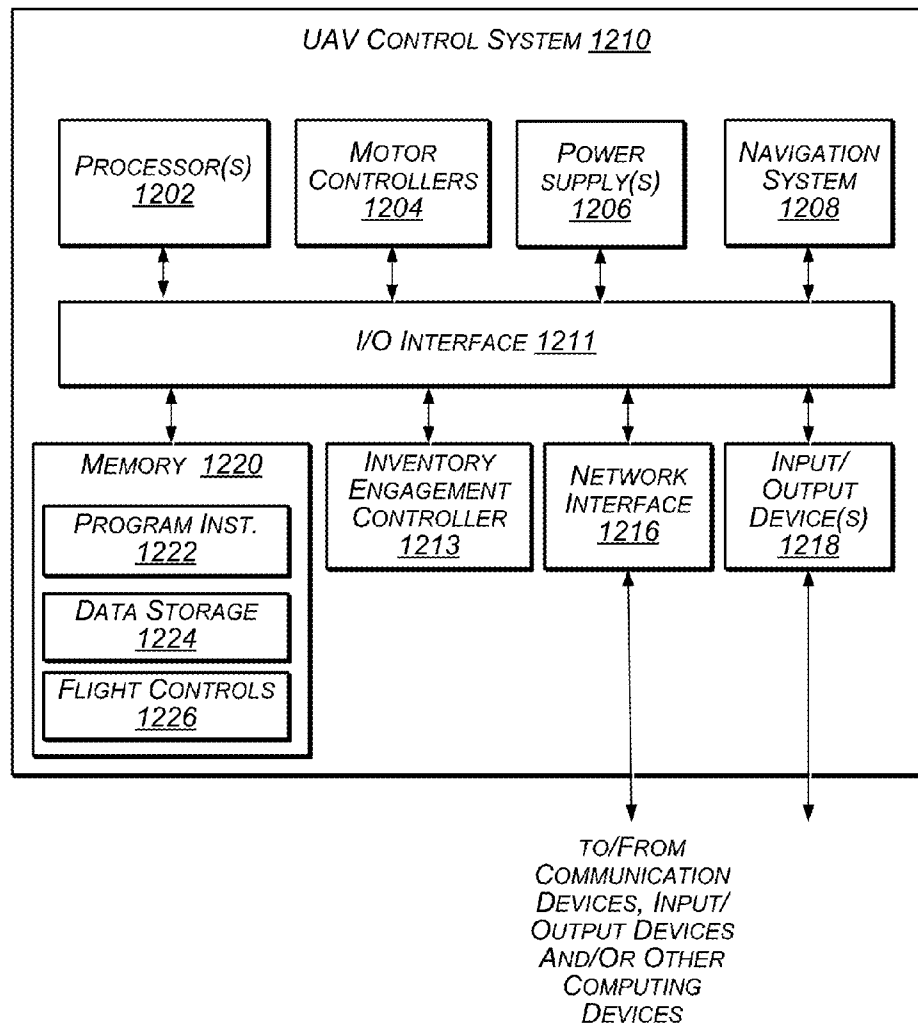 UAV CONTROL SYSTEM 1210
PROCESSOR(S)
1202
MOTOR
CONTROLLERS
1204
POWER
SUPPLY(S)
1206
NAVIGATION
SYSTEM
1208
I/O INTERFACE 1211
MEMORY 1220
PROGRAM INST.
1222
DATA STORAGE
1224
FLIGHT CONTROLS
1226
INVENTORY
ENGAGEMENT
CONTROLLER
1213
NETWORK
INTERFACE
1216
INPUT/
OUTPUT
DEVICE(S)
1218
TO/FROM
COMMUNICATION
DEVICES, INPUT/
OUTPUT DEVICES
AND/OR OTHER
COMPUTING
DEVICES